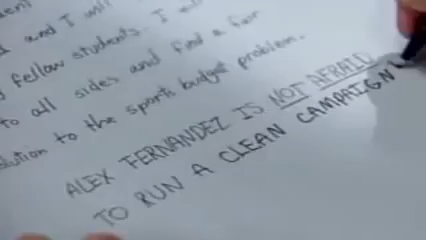 and I will
fellow students. I
to all sides and find a fair
solution to the sports budget problem.
ALEX FERNANDEZ IS NOT AFRAID
TO RUN A CLEAN CAMPAIGN